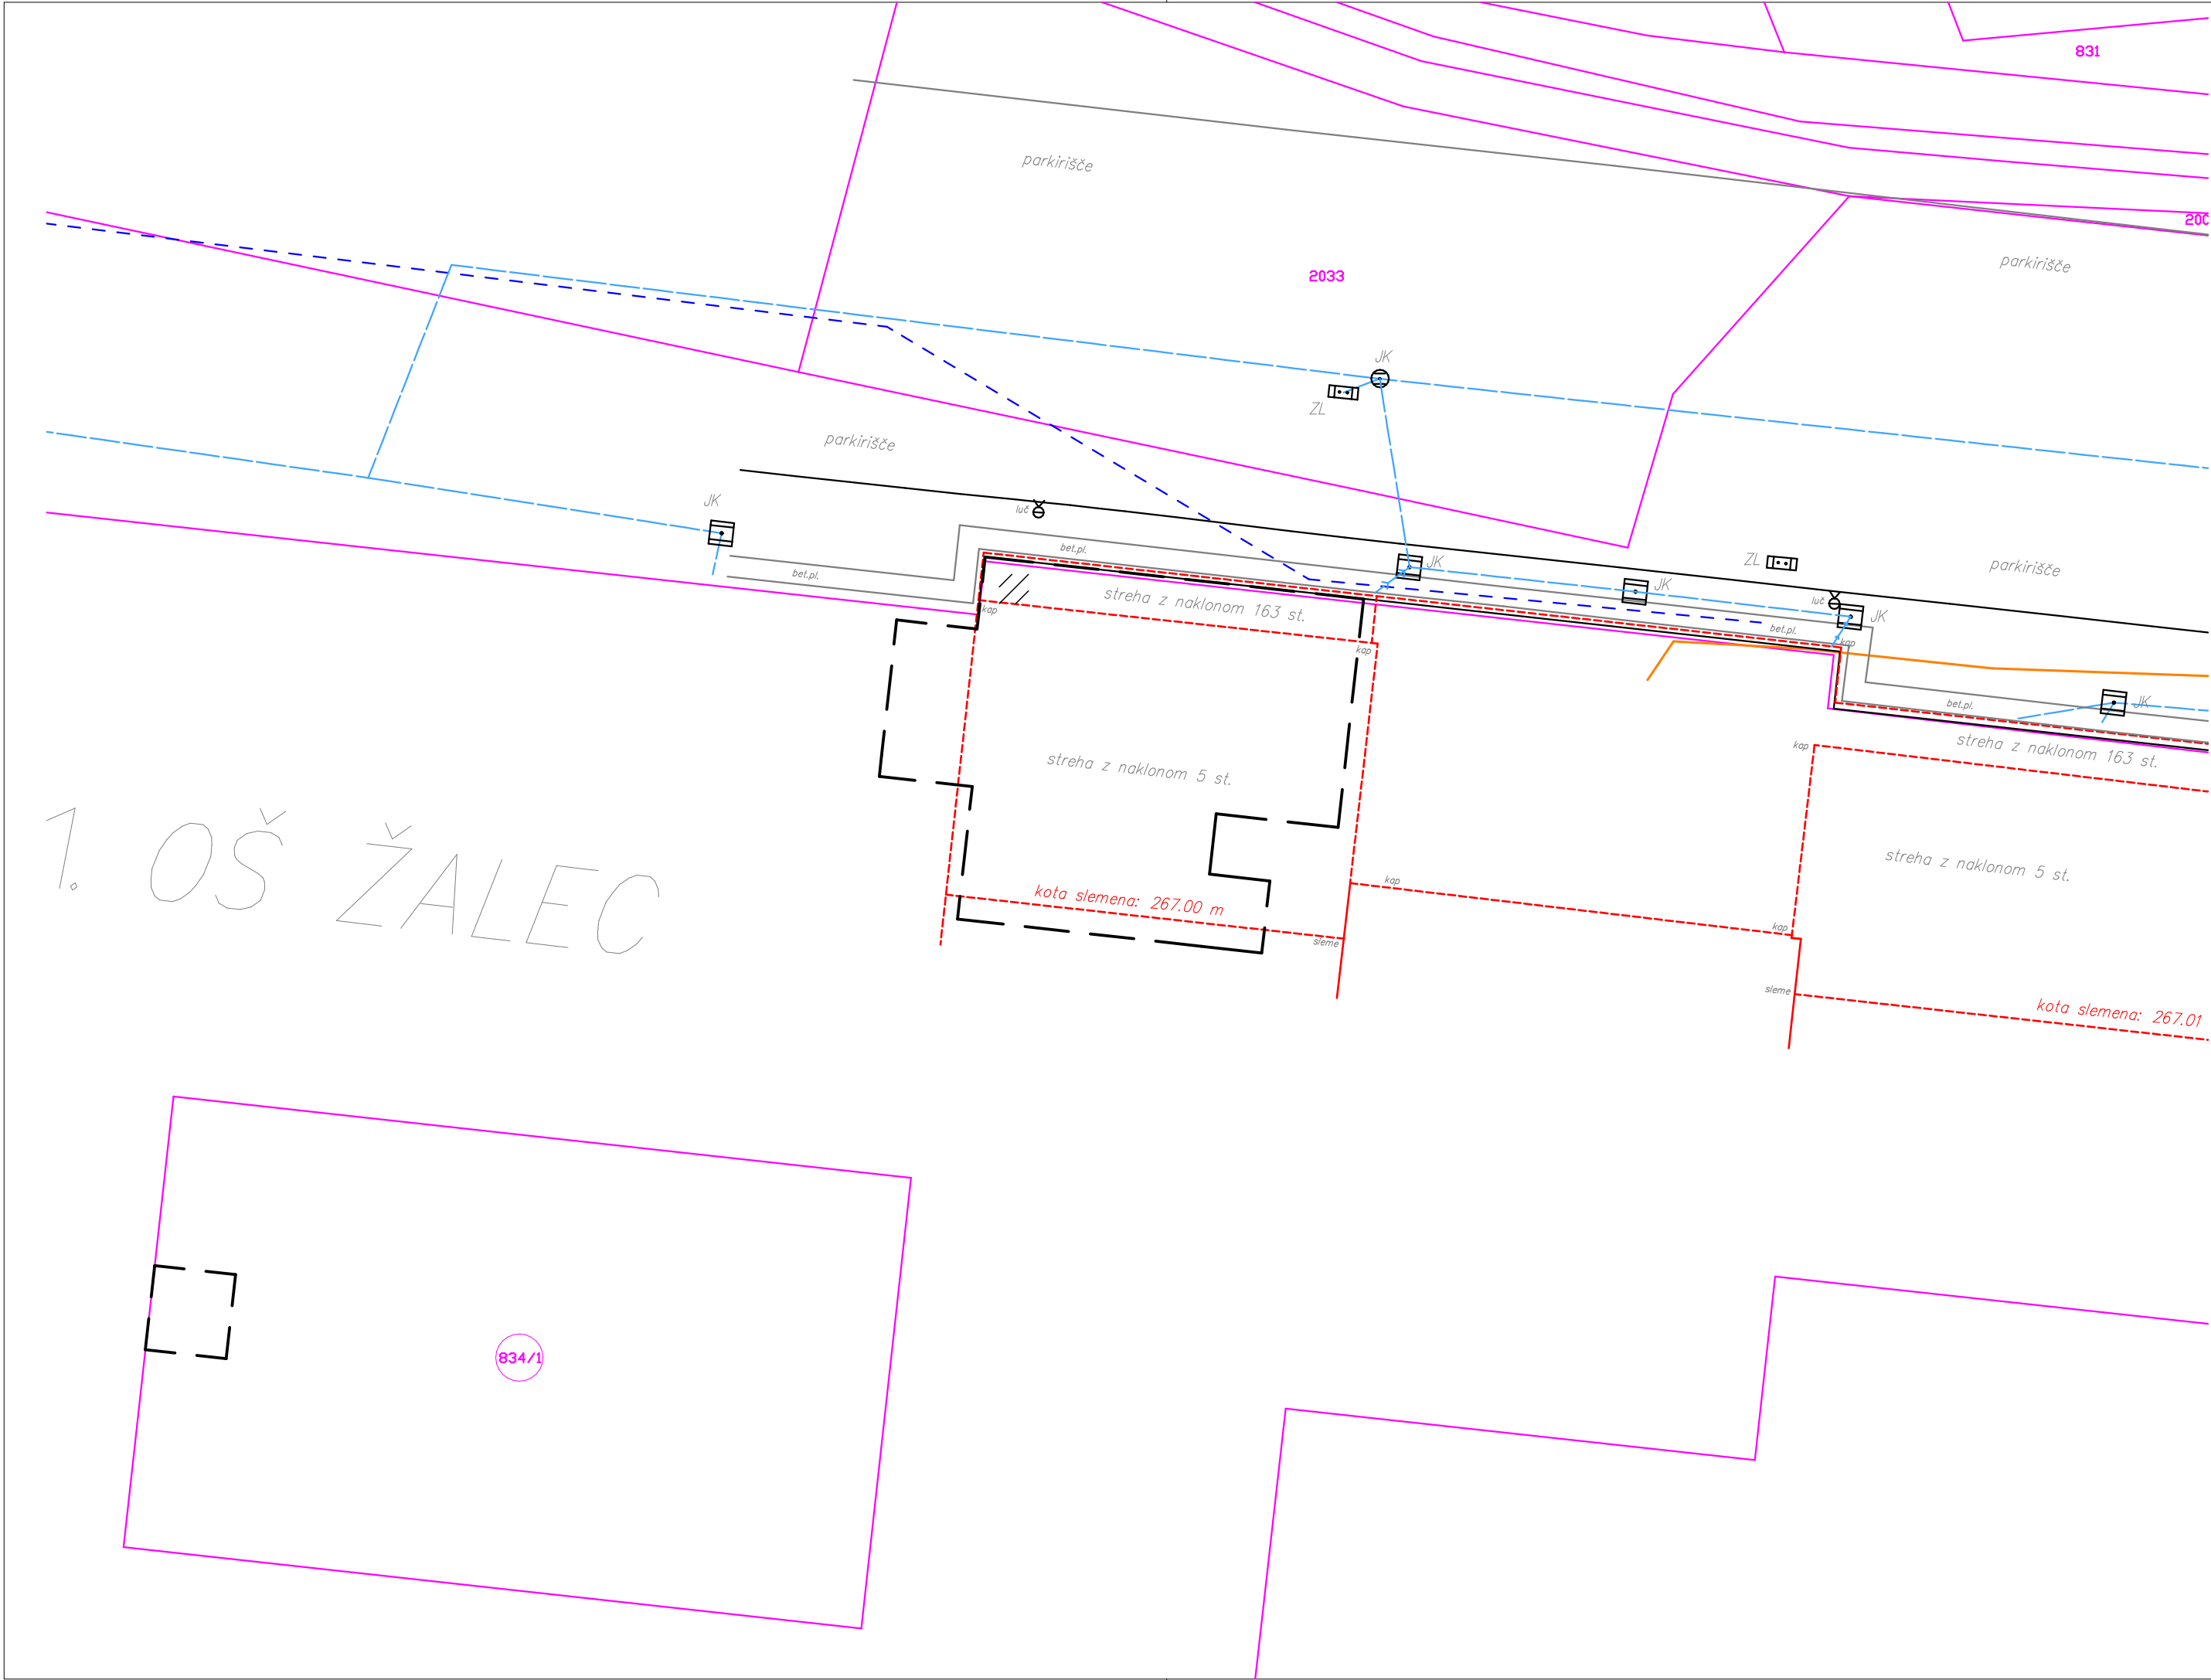 831
parkirišče
200
parkirišče
2033
JK
ZL
parkirišče
JK
luč
bet.pl.
bet.pl.
JK
ZL
parkirišče
JK
luč
JK
kap
streha z naklonom 163 st.
bet.pl.
kap
kap
JK
bet.pl.
streha z naklonom 163 st.
kap
streha z naklonom 5 st.
1. OŠ ŽALEC
streha z naklonom 5 st.
kota slemena: 267.00 m
kap
kap
sleme
sleme
kota slemena: 267.01
834/1